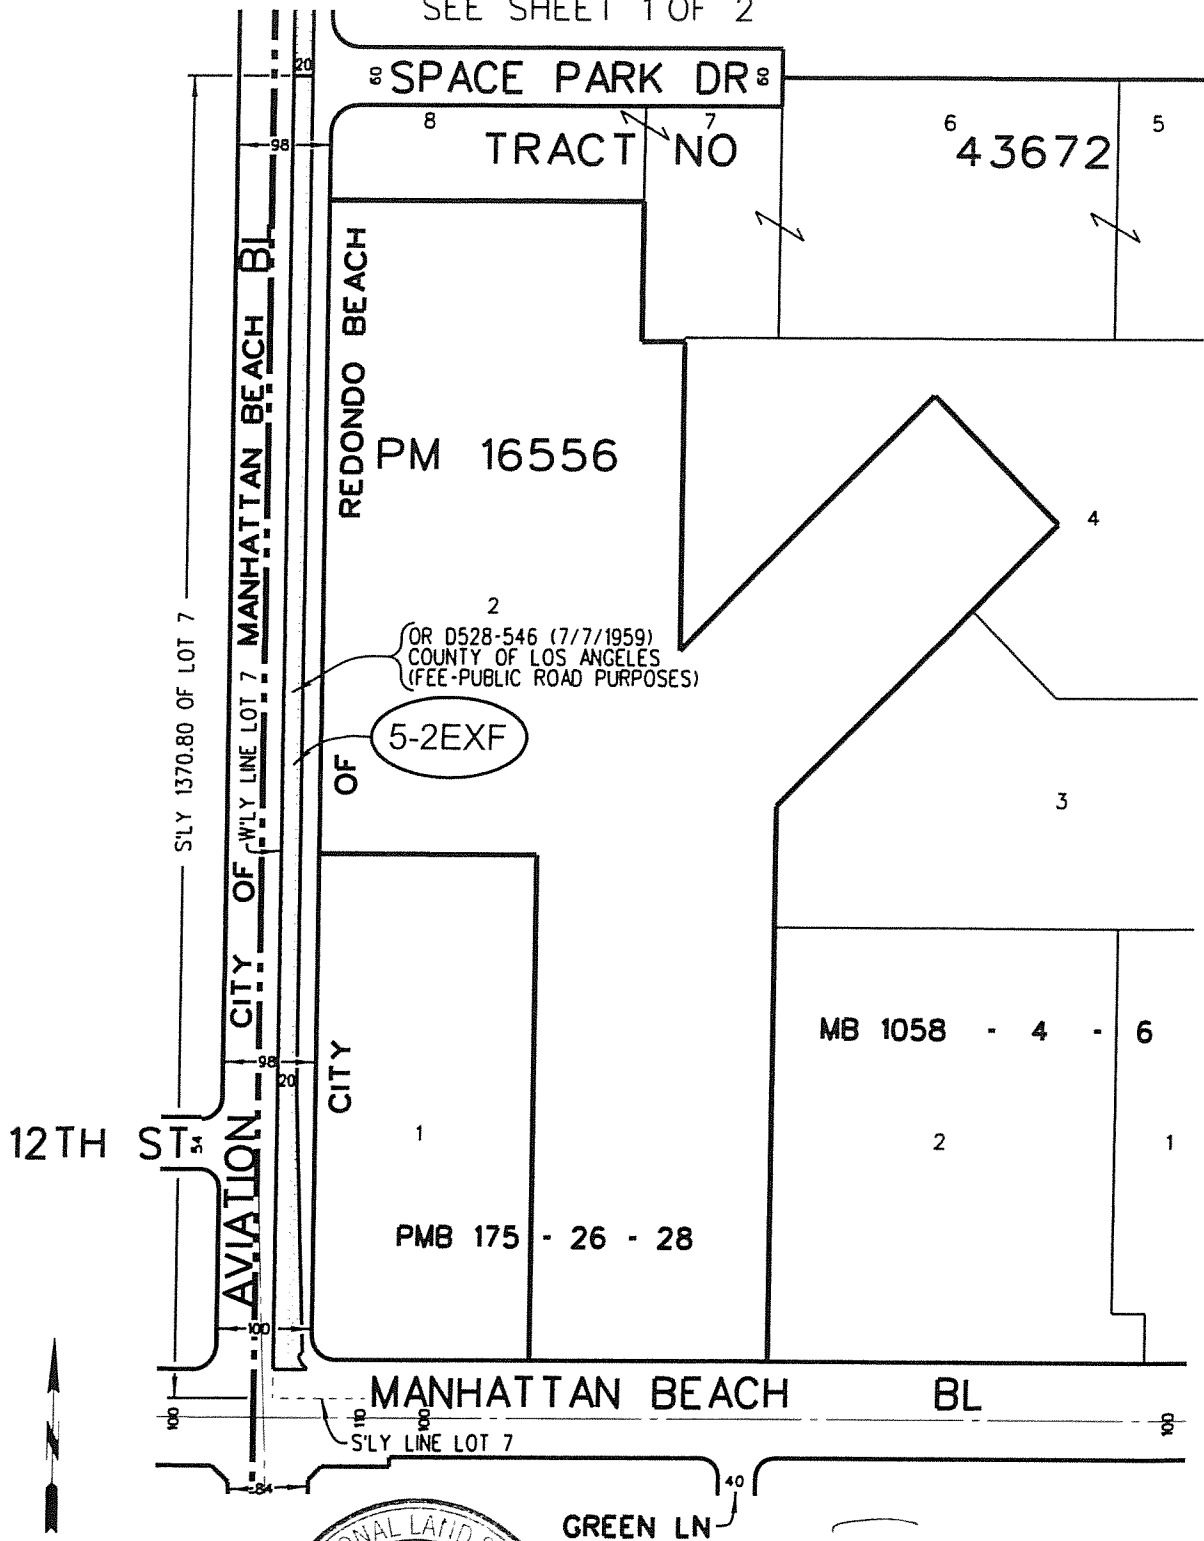 SEE SHEET 1 OF 2
20
60 SPACE PARK DR 60
8
7
6
5
TRACT NO 43672
98
MANHATTAN BEACH BL
REDONDO BEACH
PM 16556
4
2
OR D528-546 (7/7/1959)
COUNTY OF LOS ANGELES
(FEE-PUBLIC ROAD PURPOSES)
S'LY 1370.80 OF LOT 7
W'LY LINE LOT 7
5-2EXF
OF
3
CITY OF
MB 1058 - 4 - 6
CITY
98
20
12TH ST
54
AVIATION
1
2
1
PMB 175 - 26 - 28
100
MANHATTAN BEACH BL
100
110
100
100
S'LY LINE LOT 7
N
84
40
GREEN LN
ONAL LAND S